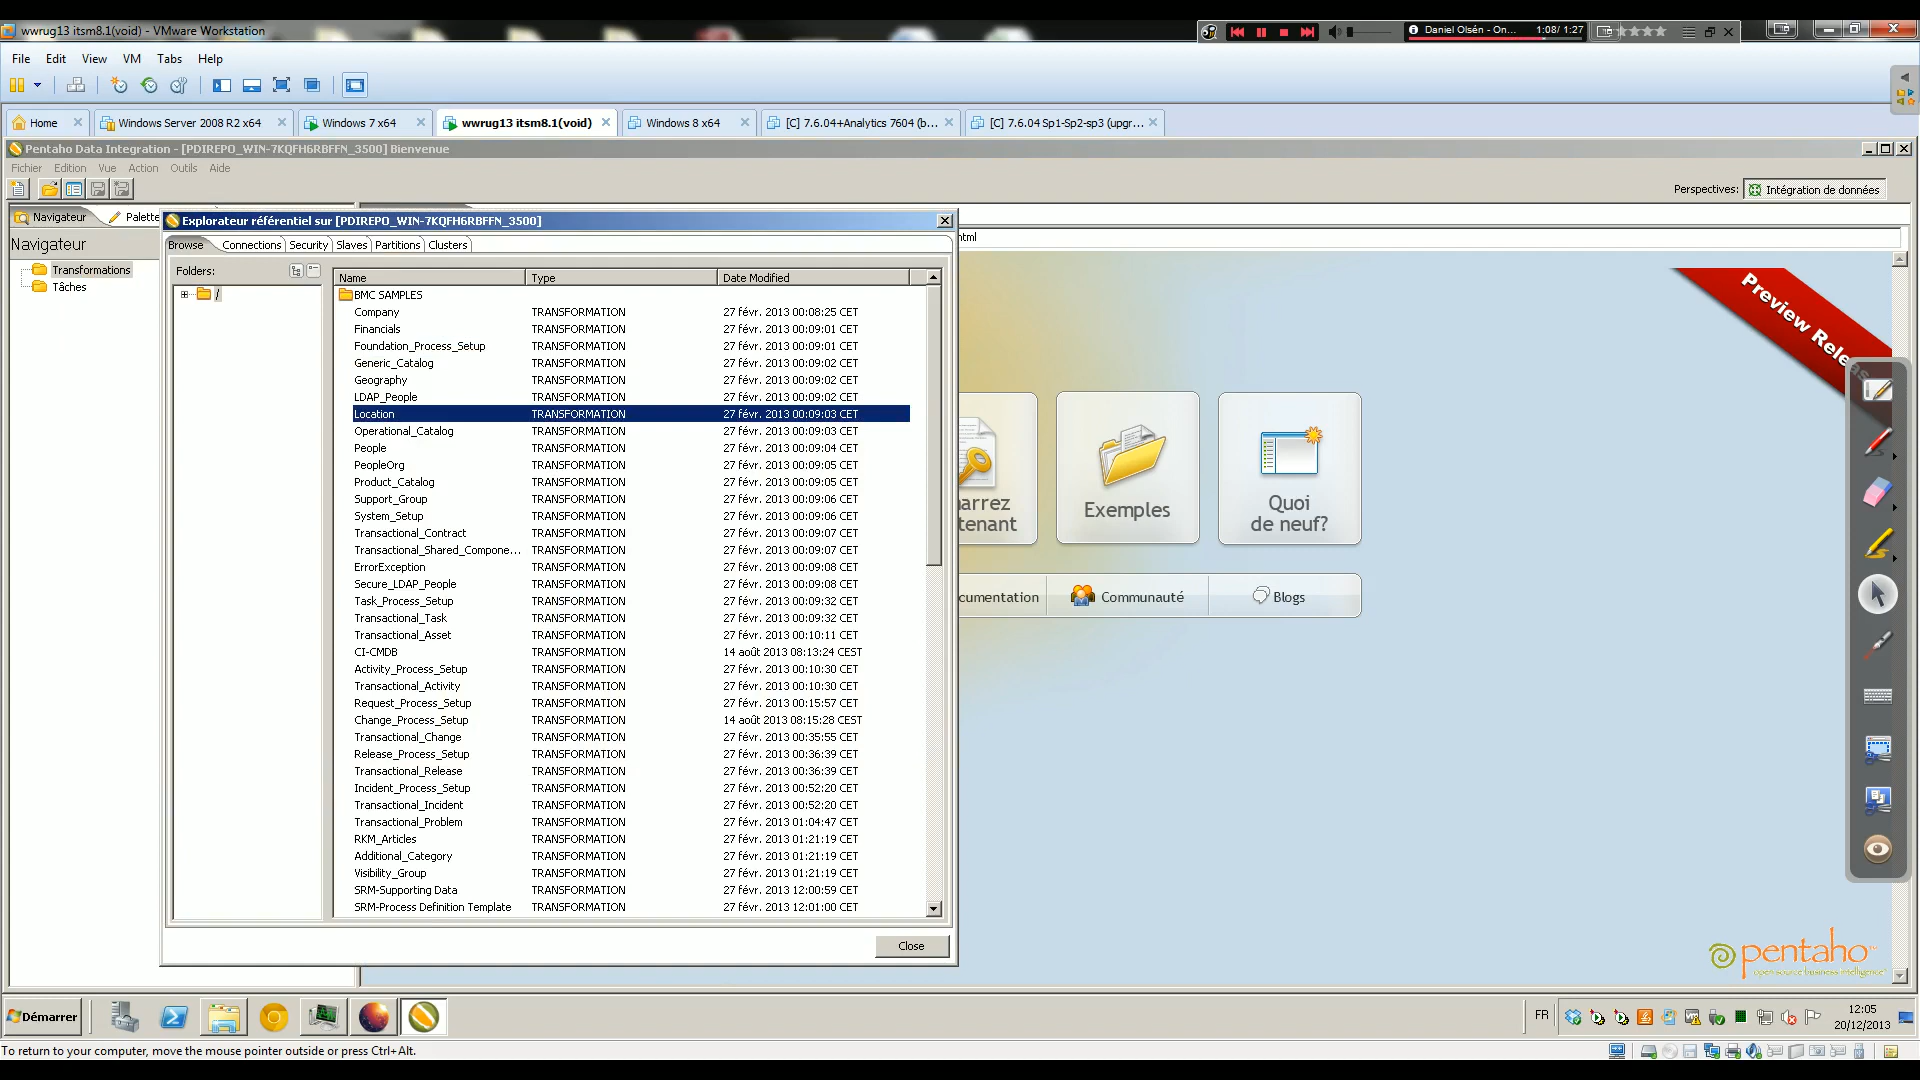 wwrug13 itsm8.1(void) - VMware Workstation
Daniel Olsén - On... 1:08/ 1:27
File Edit View VM Tabs Help
Home Windows Server 2008 R2 x64 Windows 7 x64 wwrug13 itsm8.1(void) Windows 8 x64 [C] 7.6.04+Analytics 7604 (b... [C] 7.6.04 Sp1-Sp2-sp3 (upgr...
Pentaho Data Integration - [PDIREPO_WIN-7KQFH6RBFFN_3500] Bienvenue
Fichier Edition Vue Action Outils Aide
Perspectives: Intégration de données
Navigateur Palette
Explorateur référentiel sur [PDIREPO_WIN-7KQFH6RBFFN_3500]
Navigateur
html
Browse Connections Security Slaves Partitions Clusters
Transformations
Tâches
Folders:
/
Name Type Date Modified
BMC SAMPLES
Company TRANSFORMATION 27 févr. 2013 00:08:25 CET
Financials TRANSFORMATION 27 févr. 2013 00:09:01 CET
Foundation_Process_Setup TRANSFORMATION 27 févr. 2013 00:09:01 CET
Generic_Catalog TRANSFORMATION 27 févr. 2013 00:09:02 CET
Geography TRANSFORMATION 27 févr. 2013 00:09:02 CET
LDAP_People TRANSFORMATION 27 févr. 2013 00:09:02 CET
Location TRANSFORMATION 27 févr. 2013 00:09:03 CET
Operational_Catalog TRANSFORMATION 27 févr. 2013 00:09:03 CET
People TRANSFORMATION 27 févr. 2013 00:09:04 CET
PeopleOrg TRANSFORMATION 27 févr. 2013 00:09:05 CET
Product_Catalog TRANSFORMATION 27 févr. 2013 00:09:05 CET
Support_Group TRANSFORMATION 27 févr. 2013 00:09:06 CET
System_Setup TRANSFORMATION 27 févr. 2013 00:09:06 CET
Transactional_Contract TRANSFORMATION 27 févr. 2013 00:09:07 CET
Transactional_Shared_Compone... TRANSFORMATION 27 févr. 2013 00:09:07 CET
ErrorException TRANSFORMATION 27 févr. 2013 00:09:08 CET
Secure_LDAP_People TRANSFORMATION 27 févr. 2013 00:09:08 CET
Task_Process_Setup TRANSFORMATION 27 févr. 2013 00:09:32 CET
Transactional_Task TRANSFORMATION 27 févr. 2013 00:09:32 CET
Transactional_Asset TRANSFORMATION 27 févr. 2013 00:10:11 CET
CI-CMDB TRANSFORMATION 14 août 2013 08:13:24 CEST
Activity_Process_Setup TRANSFORMATION 27 févr. 2013 00:10:30 CET
Transactional_Activity TRANSFORMATION 27 févr. 2013 00:10:30 CET
Request_Process_Setup TRANSFORMATION 27 févr. 2013 00:15:57 CET
Change_Process_Setup TRANSFORMATION 14 août 2013 08:15:28 CEST
Transactional_Change TRANSFORMATION 27 févr. 2013 00:35:55 CET
Release_Process_Setup TRANSFORMATION 27 févr. 2013 00:36:39 CET
Transactional_Release TRANSFORMATION 27 févr. 2013 00:36:39 CET
Incident_Process_Setup TRANSFORMATION 27 févr. 2013 00:52:20 CET
Transactional_Incident TRANSFORMATION 27 févr. 2013 00:52:20 CET
Transactional_Problem TRANSFORMATION 27 févr. 2013 01:04:47 CET
RKM_Articles TRANSFORMATION 27 févr. 2013 01:21:19 CET
Additional_Category TRANSFORMATION 27 févr. 2013 01:21:19 CET
Visibility_Group TRANSFORMATION 27 févr. 2013 01:21:19 CET
SRM-Supporting Data TRANSFORMATION 27 févr. 2013 12:00:59 CET
SRM-Process Definition Template TRANSFORMATION 27 févr. 2013 12:01:00 CET
Close
Preview Relea
arrez
tenant
Exemples
Quoi
de neuf?
cumentation Communauté Blogs
pentaho
open source business intelligence
Démarrer
FR
12:05
20/12/2013
To return to your computer, move the mouse pointer outside or press Ctrl+Alt.